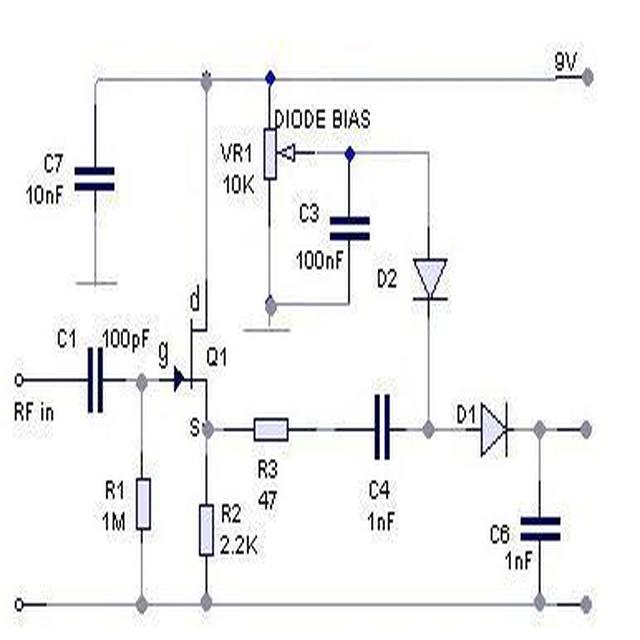 9V
DIODE BIAS
C7
10nF
VR1
10K
C3
100nF
D2
d
C1 100pF
g
Q1
RF in
S
D1
R3
47
R1
1M
R2
2.2K
C4
1nF
C6
1nF